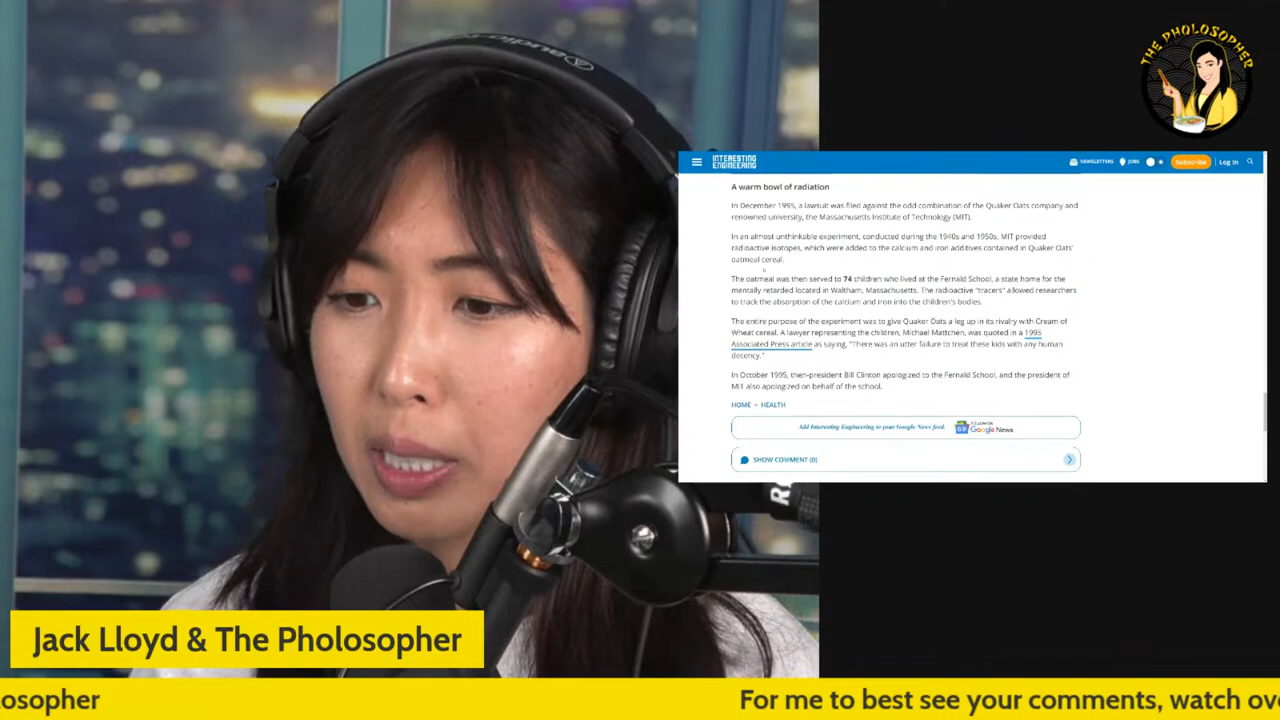 THE PHOLOSOPHER
audio-technica
INTERESTING
ENGINEERING
NEWSLETTERS
JOBS
Subscribe
Log In
A warm bowl of radiation
In December 1995, a lawsuit was filed against the odd combination of the Quaker Oats company and
renowned university, the Massachusetts Institute of Technology (MIT).
In an almost unthinkable experiment, conducted during the 1940s and 1950s, MIT provided
radioactive isotopes, which were added to the calcium and iron additives contained in Quaker Oats'
oatmeal cereal.
The oatmeal was then served to 74 children who lived at the Fernald School, a state home for the
mentally retarded located in Waltham, Massachusetts. The radioactive "tracers" allowed researchers
to track the absorption of the calcium and iron into the children's bodies.
The entire purpose of the experiment was to give Quaker Oats a leg up in its rivalry with Cream of
Wheat cereal. A lawyer representing the children, Michael Mattchen, was quoted in a 1995
Associated Press article as saying, "There was an utter failure to treat these kids with any human
decency."
In October 1995, then-president Bill Clinton apologized to the Fernald School, and the president of
MIT also apologized on behalf of the school.
HOME > HEALTH
Add Interesting Engineering to your Google News feed.
Google News
SHOW COMMENT (0)
Jack Lloyd & The Pholosopher
losopher
For me to best see your comments, watch ov